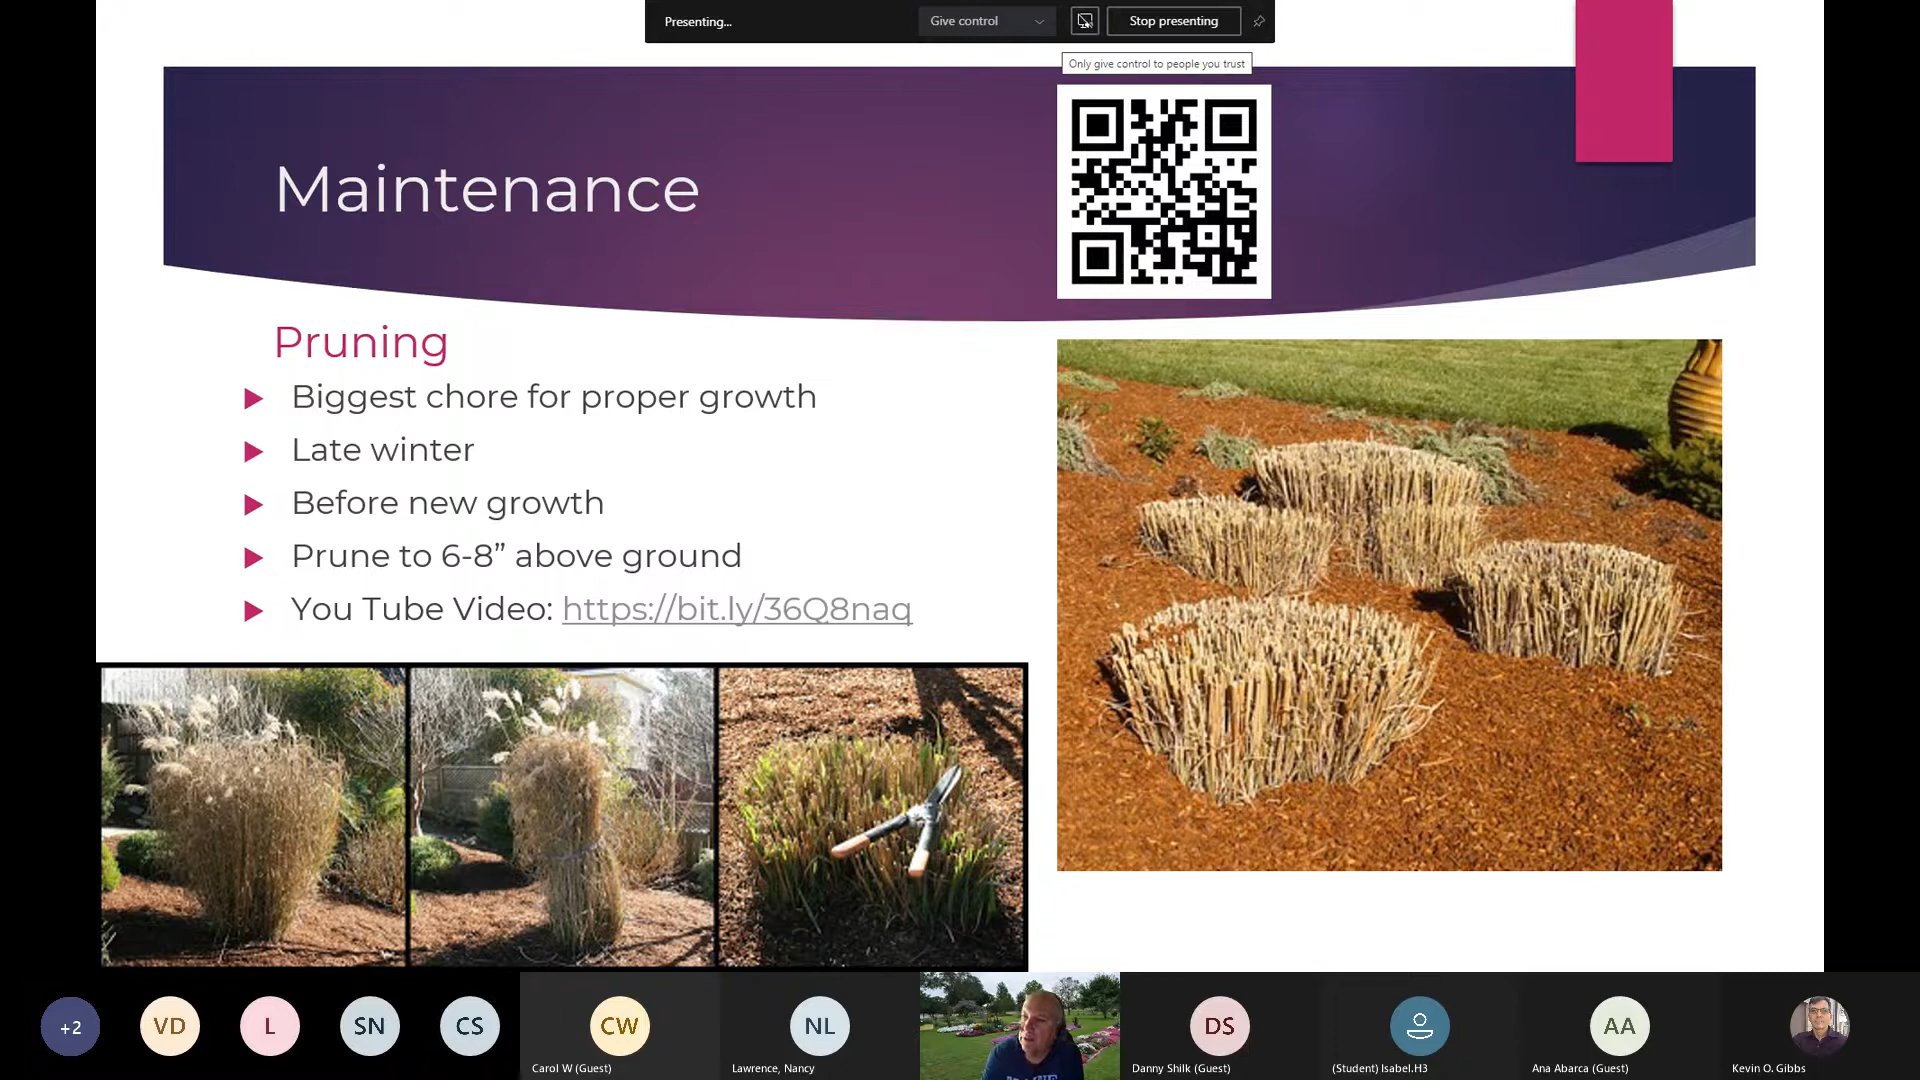 Presenting...
Give control
Stop presenting
Only give control to people you trust
Maintenance
Pruning
Biggest chore for proper growth
Late winter
Before new growth
Prune to 6-8” above ground
You Tube Video: https://bit.ly/36Q8naq
+2
VD
L
SN
CS
CW
NL
DS
AA
Carol W (Guest)
Lawrence, Nancy
Danny Shilk (Guest)
(Student) Isabel.H3
Ana Abarca (Guest)
Kevin O. Gibbs